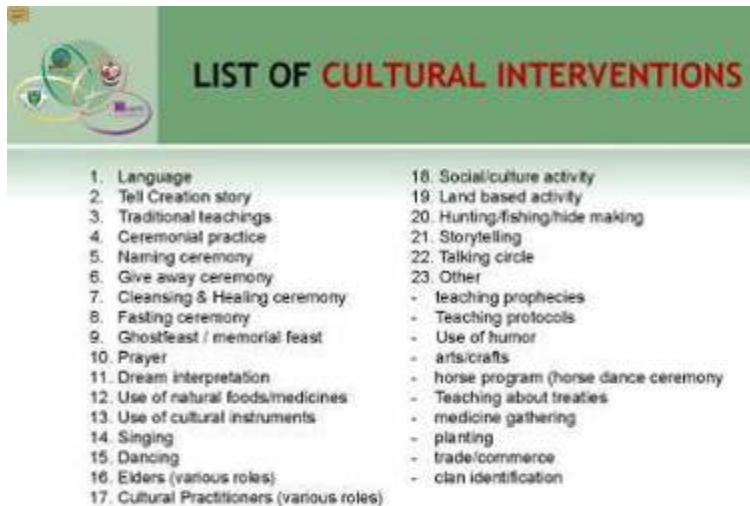 LIST OF CULTURAL INTERVENTIONS
1. Language
2. Tell Creation story
3. Traditional teachings
4. Ceremonial practice
5. Naming ceremony
6. Give away ceremony
7. Cleansing & Healing ceremony
8. Fasting ceremony
9. Ghostfeast / memorial feast
10. Prayer
11. Dream interpretation
12. Use of natural foods/medicines
13. Use of cultural instruments
14. Singing
15. Dancing
16. Elders (various roles)
17. Cultural Practitioners (various roles)
18. Social/culture activity
19. Land based activity
20. Hunting/fishing/hide making
21. Storytelling
22. Talking circle
23. Other
- teaching prophecies
- Teaching protocols
- Use of humor
- arts/crafts
- horse program (horse dance ceremony
- Teaching about treaties
- medicine gathering
- planting
- trade/commerce
- clan identification